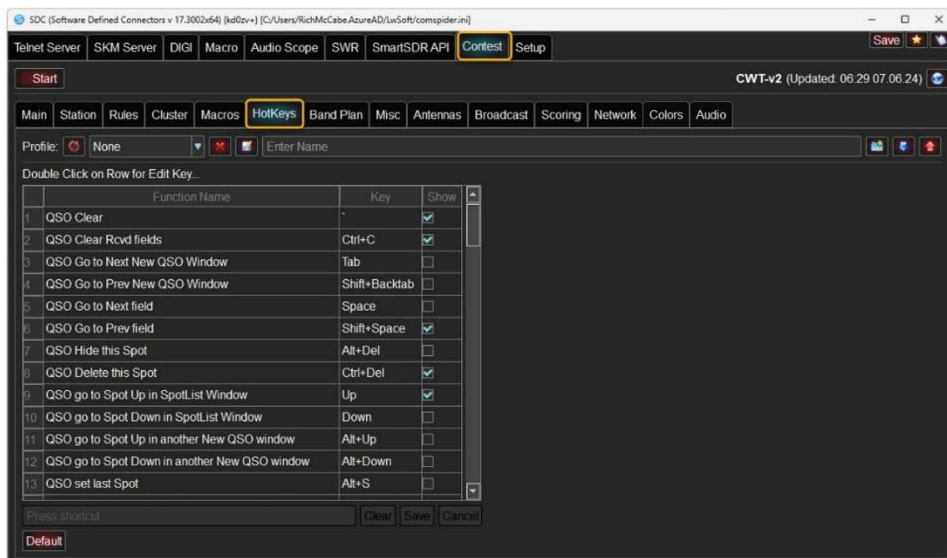 SDC (Software Defined Connectors v 17.3002x64) {kd0zv+} [C:/Users/RichMcCabe.AzureAD/LwSoft/comspider.ini]
Telnet Server SKM Server DIGI Macro Audio Scope SWR SmartSDR API Contest Setup Save
Start CWT-v2 (Updated: 06:29 07.06.24)
Main Station Rules Cluster Macros HotKeys Band Plan Misc Antennas Broadcast Scoring Network Colors Audio
Profile: None Enter Name
Double Click on Row for Edit Key...
Function Name Key Show
1 QSO Clear `
2 QSO Clear Rcvd fields Ctrl+C
3 QSO Go to Next New QSO Window Tab
4 QSO Go to Prev New QSO Window Shift+Backtab
5 QSO Go to Next field Space
6 QSO Go to Prev field Shift+Space
7 QSO Hide this Spot Alt+Del
8 QSO Delete this Spot Ctrl+Del
9 QSO go to Spot Up in SpotList Window Up
10 QSO go to Spot Down in SpotList Window Down
11 QSO go to Spot Up in another New QSO window Alt+Up
12 QSO go to Spot Down in another New QSO window Alt+Down
13 QSO set last Spot Alt+S
Press shortcut Clear Save Cancel
Default